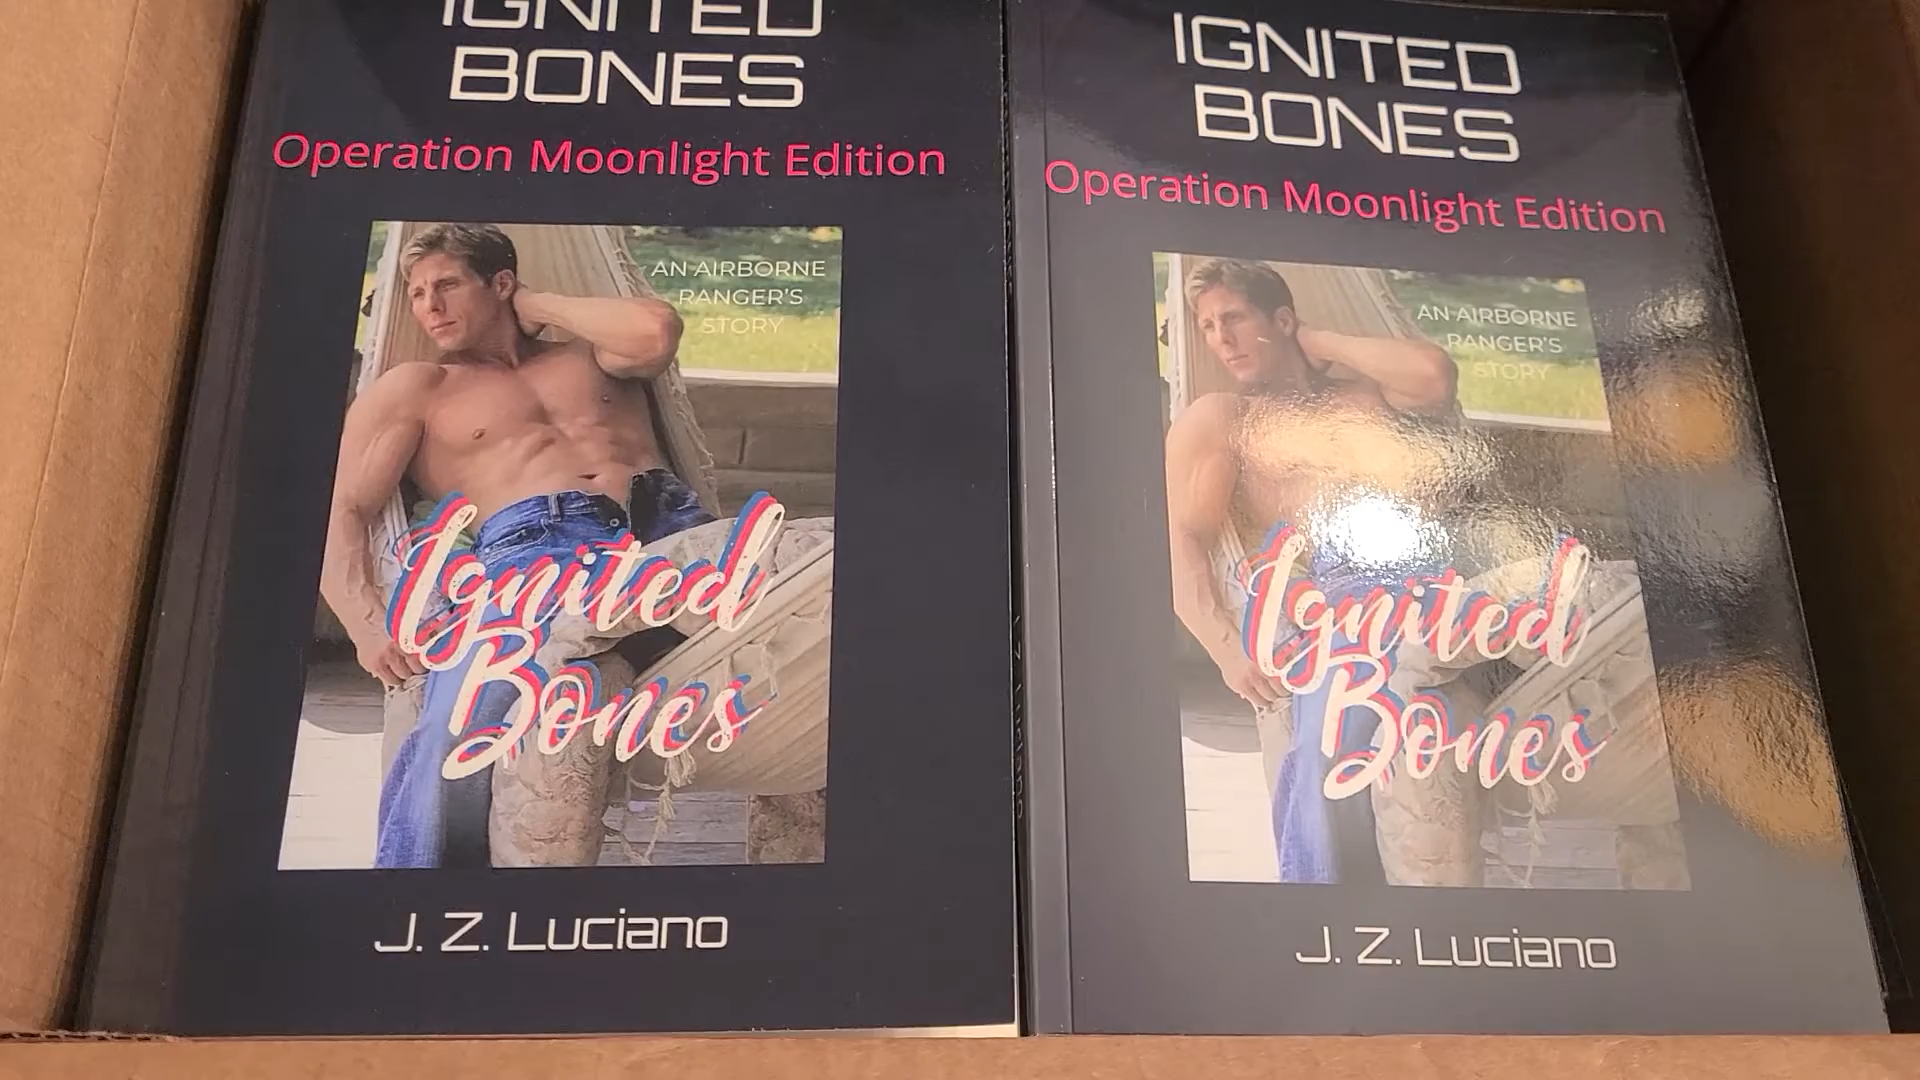 IGNITED
BONES
Operation Moonlight Edition
AN AIRBORNE
RANGER'S
STORY
Ignited
Bones
J. Z. Luciano
IGNITED
BONES
Operation Moonlight Edition
AN AIRBORNE
RANGER'S
STORY
Ignited
Bones
J. Z. Luciano